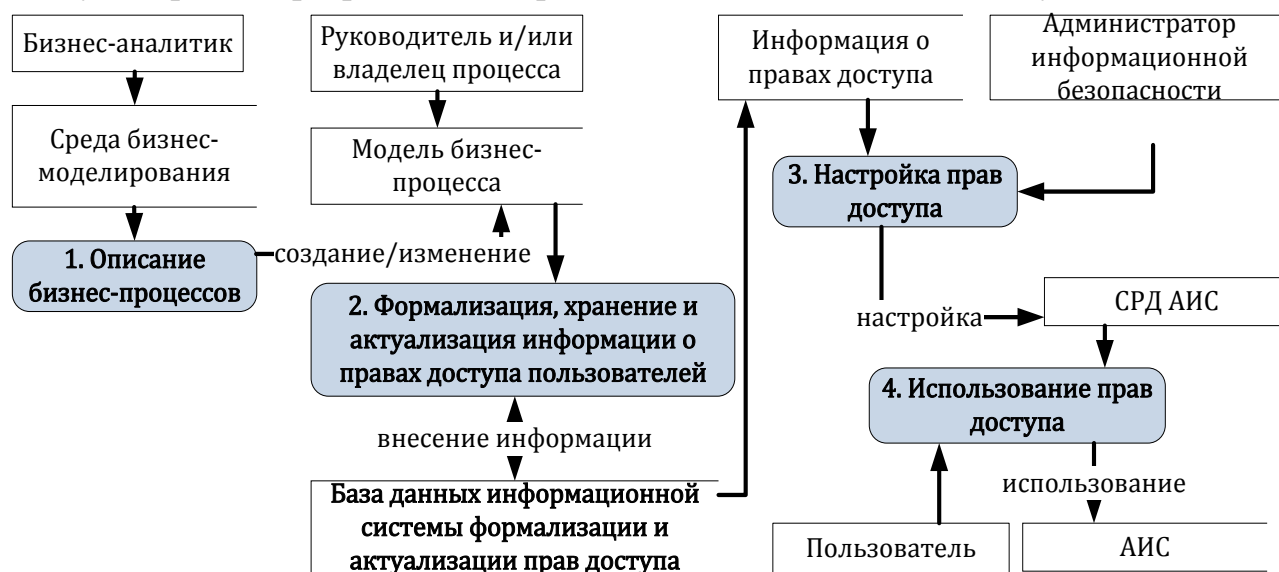 Бизнес-аналитик
Среда бизнес-
моделирования
1. Описание
бизнес-процессов
создание/изменение
Руководитель и/или
владелец процесса
Модель бизнес-
процесса
2. Формализация, хранение и
актуализация информации о
правах доступа пользователей
внесение информации
База данных информационной
системы формализации и
актуализации прав доступа
Информация о
правах доступа
Администратор
информационной
безопасности
3. Настройка прав
доступа
настройка
СРД АИС
4. Использование прав
доступа
использование
Пользователь
АИС